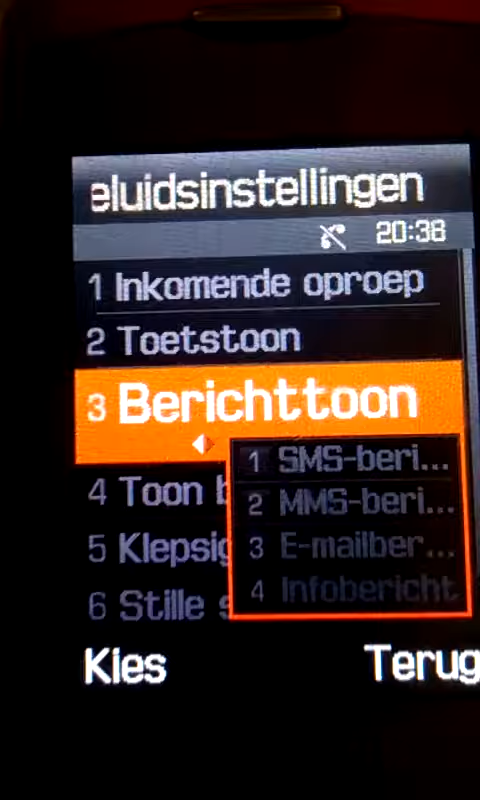 eluidsinstellingen
20:38
1 Inkomende oproep
2 Toetstoon
3 Berichttoon
1 SMS-beri...
2 MMS-beri...
3 E-mailber...
4 Infobericht
4 Toon b
5 Klepsig
6 Stille s
Kies Terug